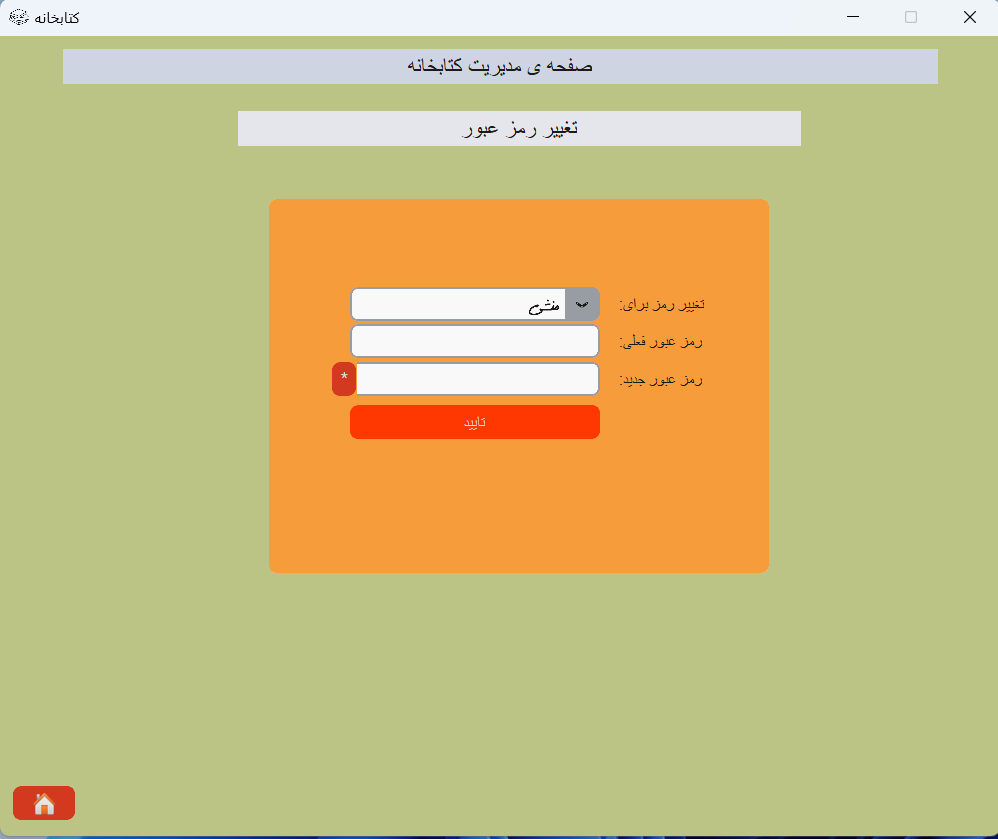 کتابخانه
صفحه ی مدیریت کتابخانه
تغییر رمز عبور
تغییر رمز برای: منشی
رمز عبور فعلی:
رمز عبور جدید: *
تایید